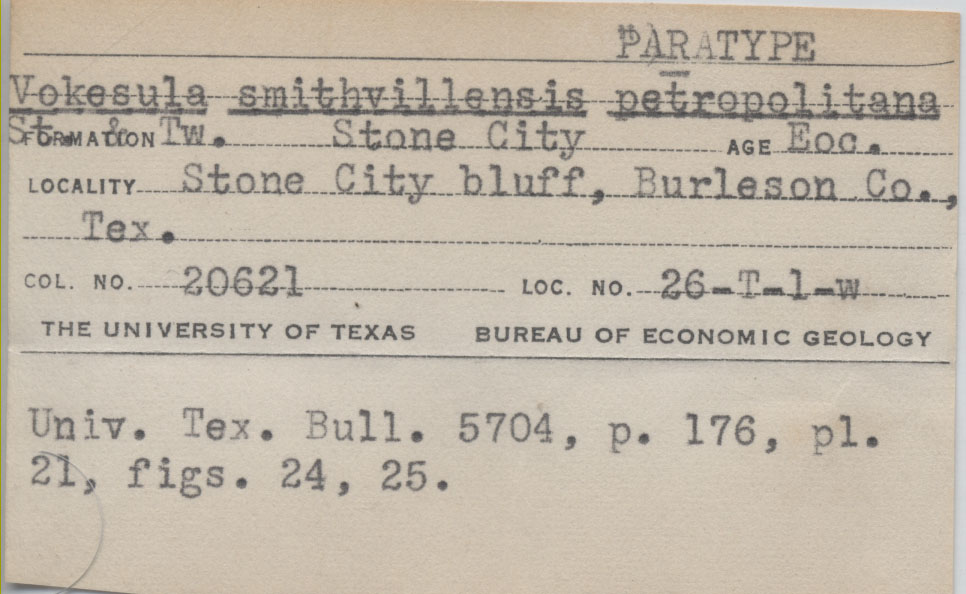 PARATYPE
Vokesula smithvillensis petropolitana
St. & Tw.
FORMATION Stone City AGE Eoc.
LOCALITY Stone City bluff, Burleson Co.,
Tex.
COL. NO. 20621 LOC. NO. 26-T-1-w
THE UNIVERSITY OF TEXAS BUREAU OF ECONOMIC GEOLOGY
Univ. Tex. Bull. 5704, p. 176, pl.
21, figs. 24, 25.